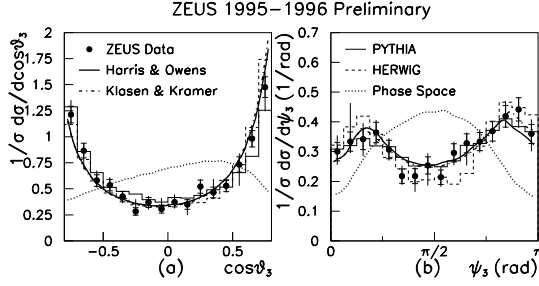 ZEUS 1995-1996 Preliminary
1/σ dσ/dcosϑ₃
2
1.75
1.5
1.25
1
0.75
0.5
0.25
0
ZEUS Data
Harris & Owens
Klasen & Kramer
-0.5 0 0.5
(a) cosϑ₃
1/σ dσ/dψ₃ (1/rad)
0.7
0.6
0.5
0.4
0.3
0.2
0.1
0
PYTHIA
HERWIG
Phase Space
0 π/2 π
(b) ψ₃ (rad)